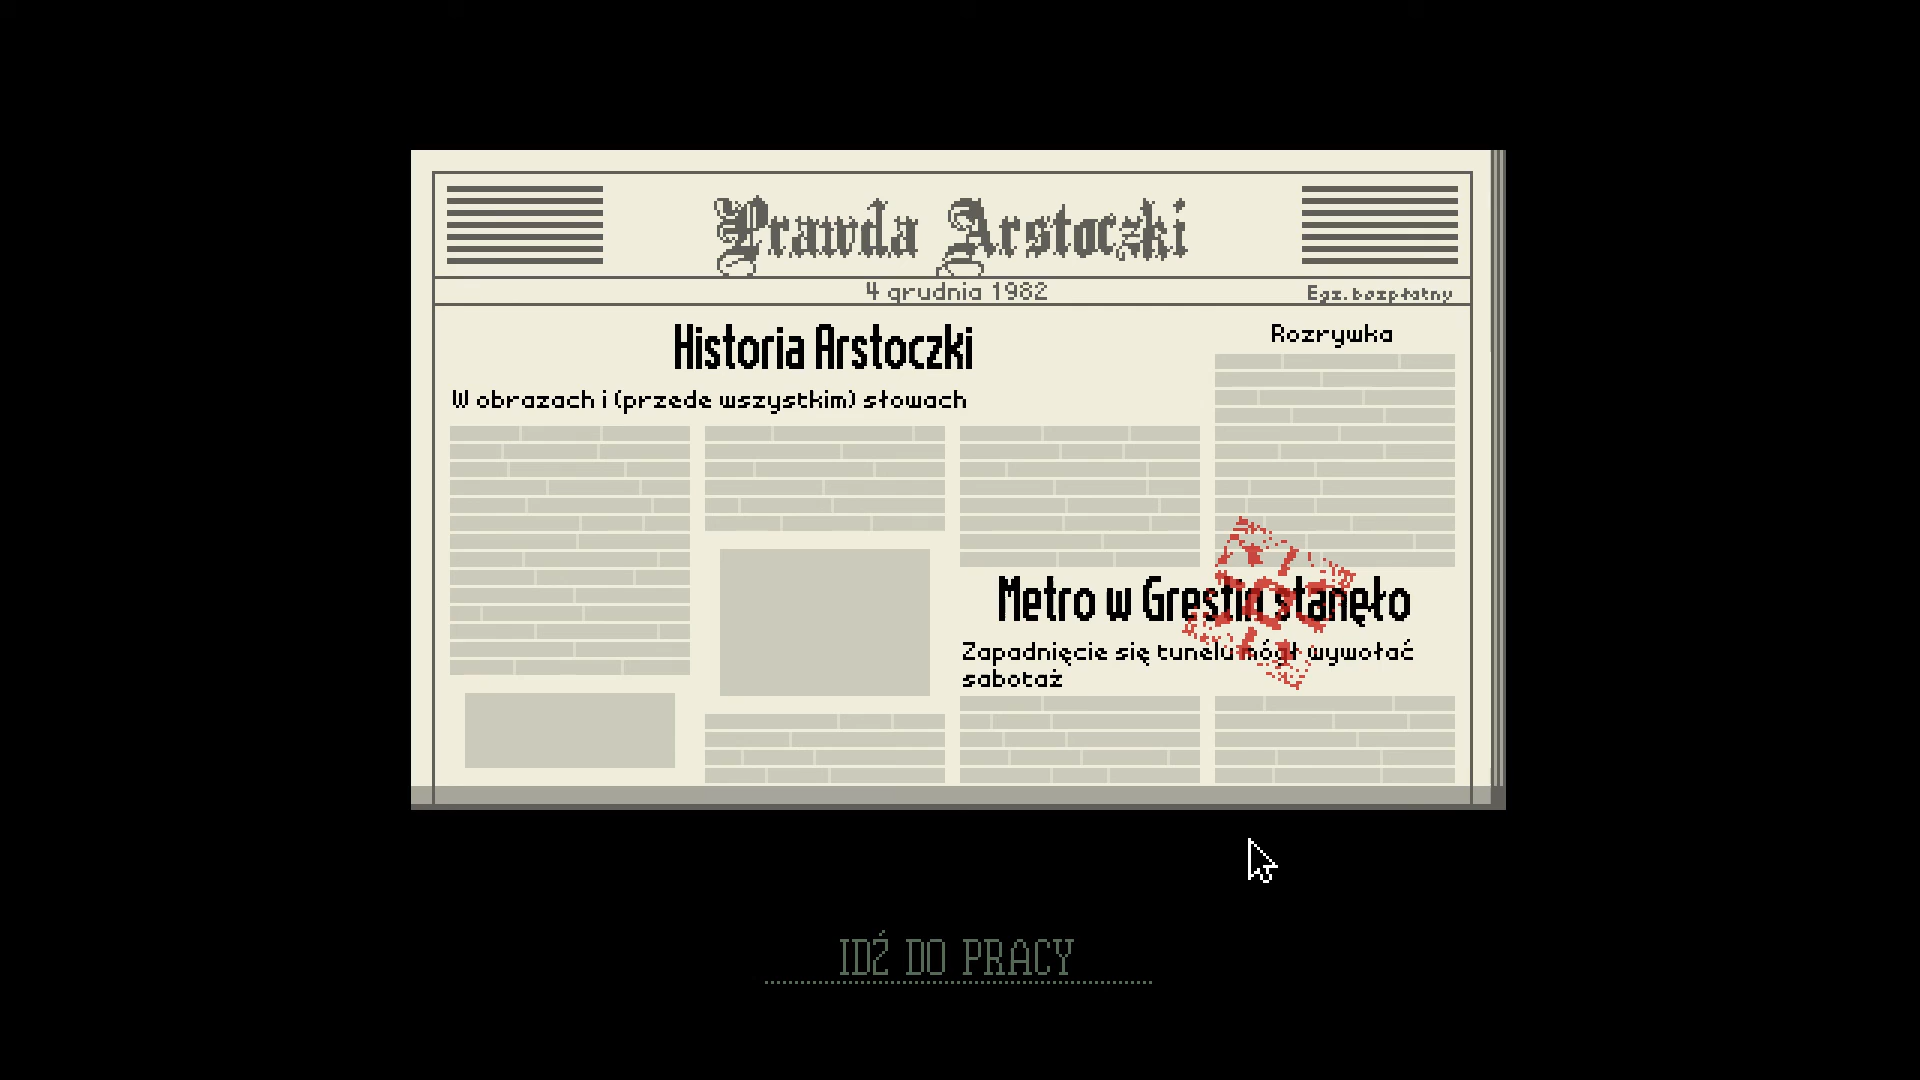 Prawda Arstoczki
4 grudnia 1982
Egz. bezpłatny
Historia Arstoczki
W obrazach i (przede wszystkim) słowach
Rozrywka
Metro w Grestin stanęło
Zapadnięcie się tunelu mógł wywołać
sabotaż
IDŹ DO PRACY